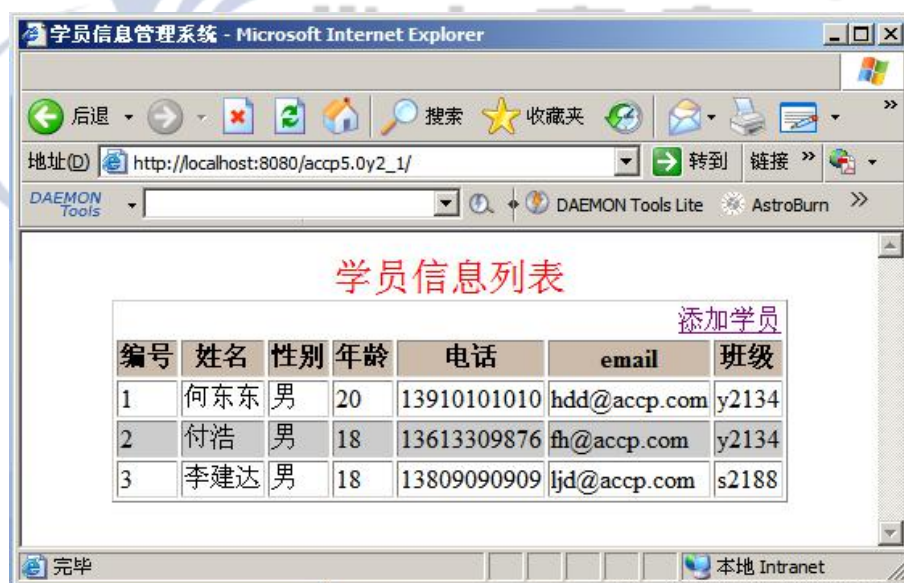 学员信息管理系统 - Microsoft Internet Explorer
后退 搜索 收藏夹 »
地址(D) http://localhost:8080/accp5.0y2_1/ 转到 链接 »
DAEMON Tools DAEMON Tools Lite AstroBurn »
学员信息列表
添加学员
编号 姓名 性别 年龄 电话 email 班级
1 何东东 男 20 13910101010 hdd@accp.com y2134
2 付浩 男 18 13613309876 fh@accp.com y2134
3 李建达 男 18 13809090909 ljd@accp.com s2188
完毕 本地 Intranet